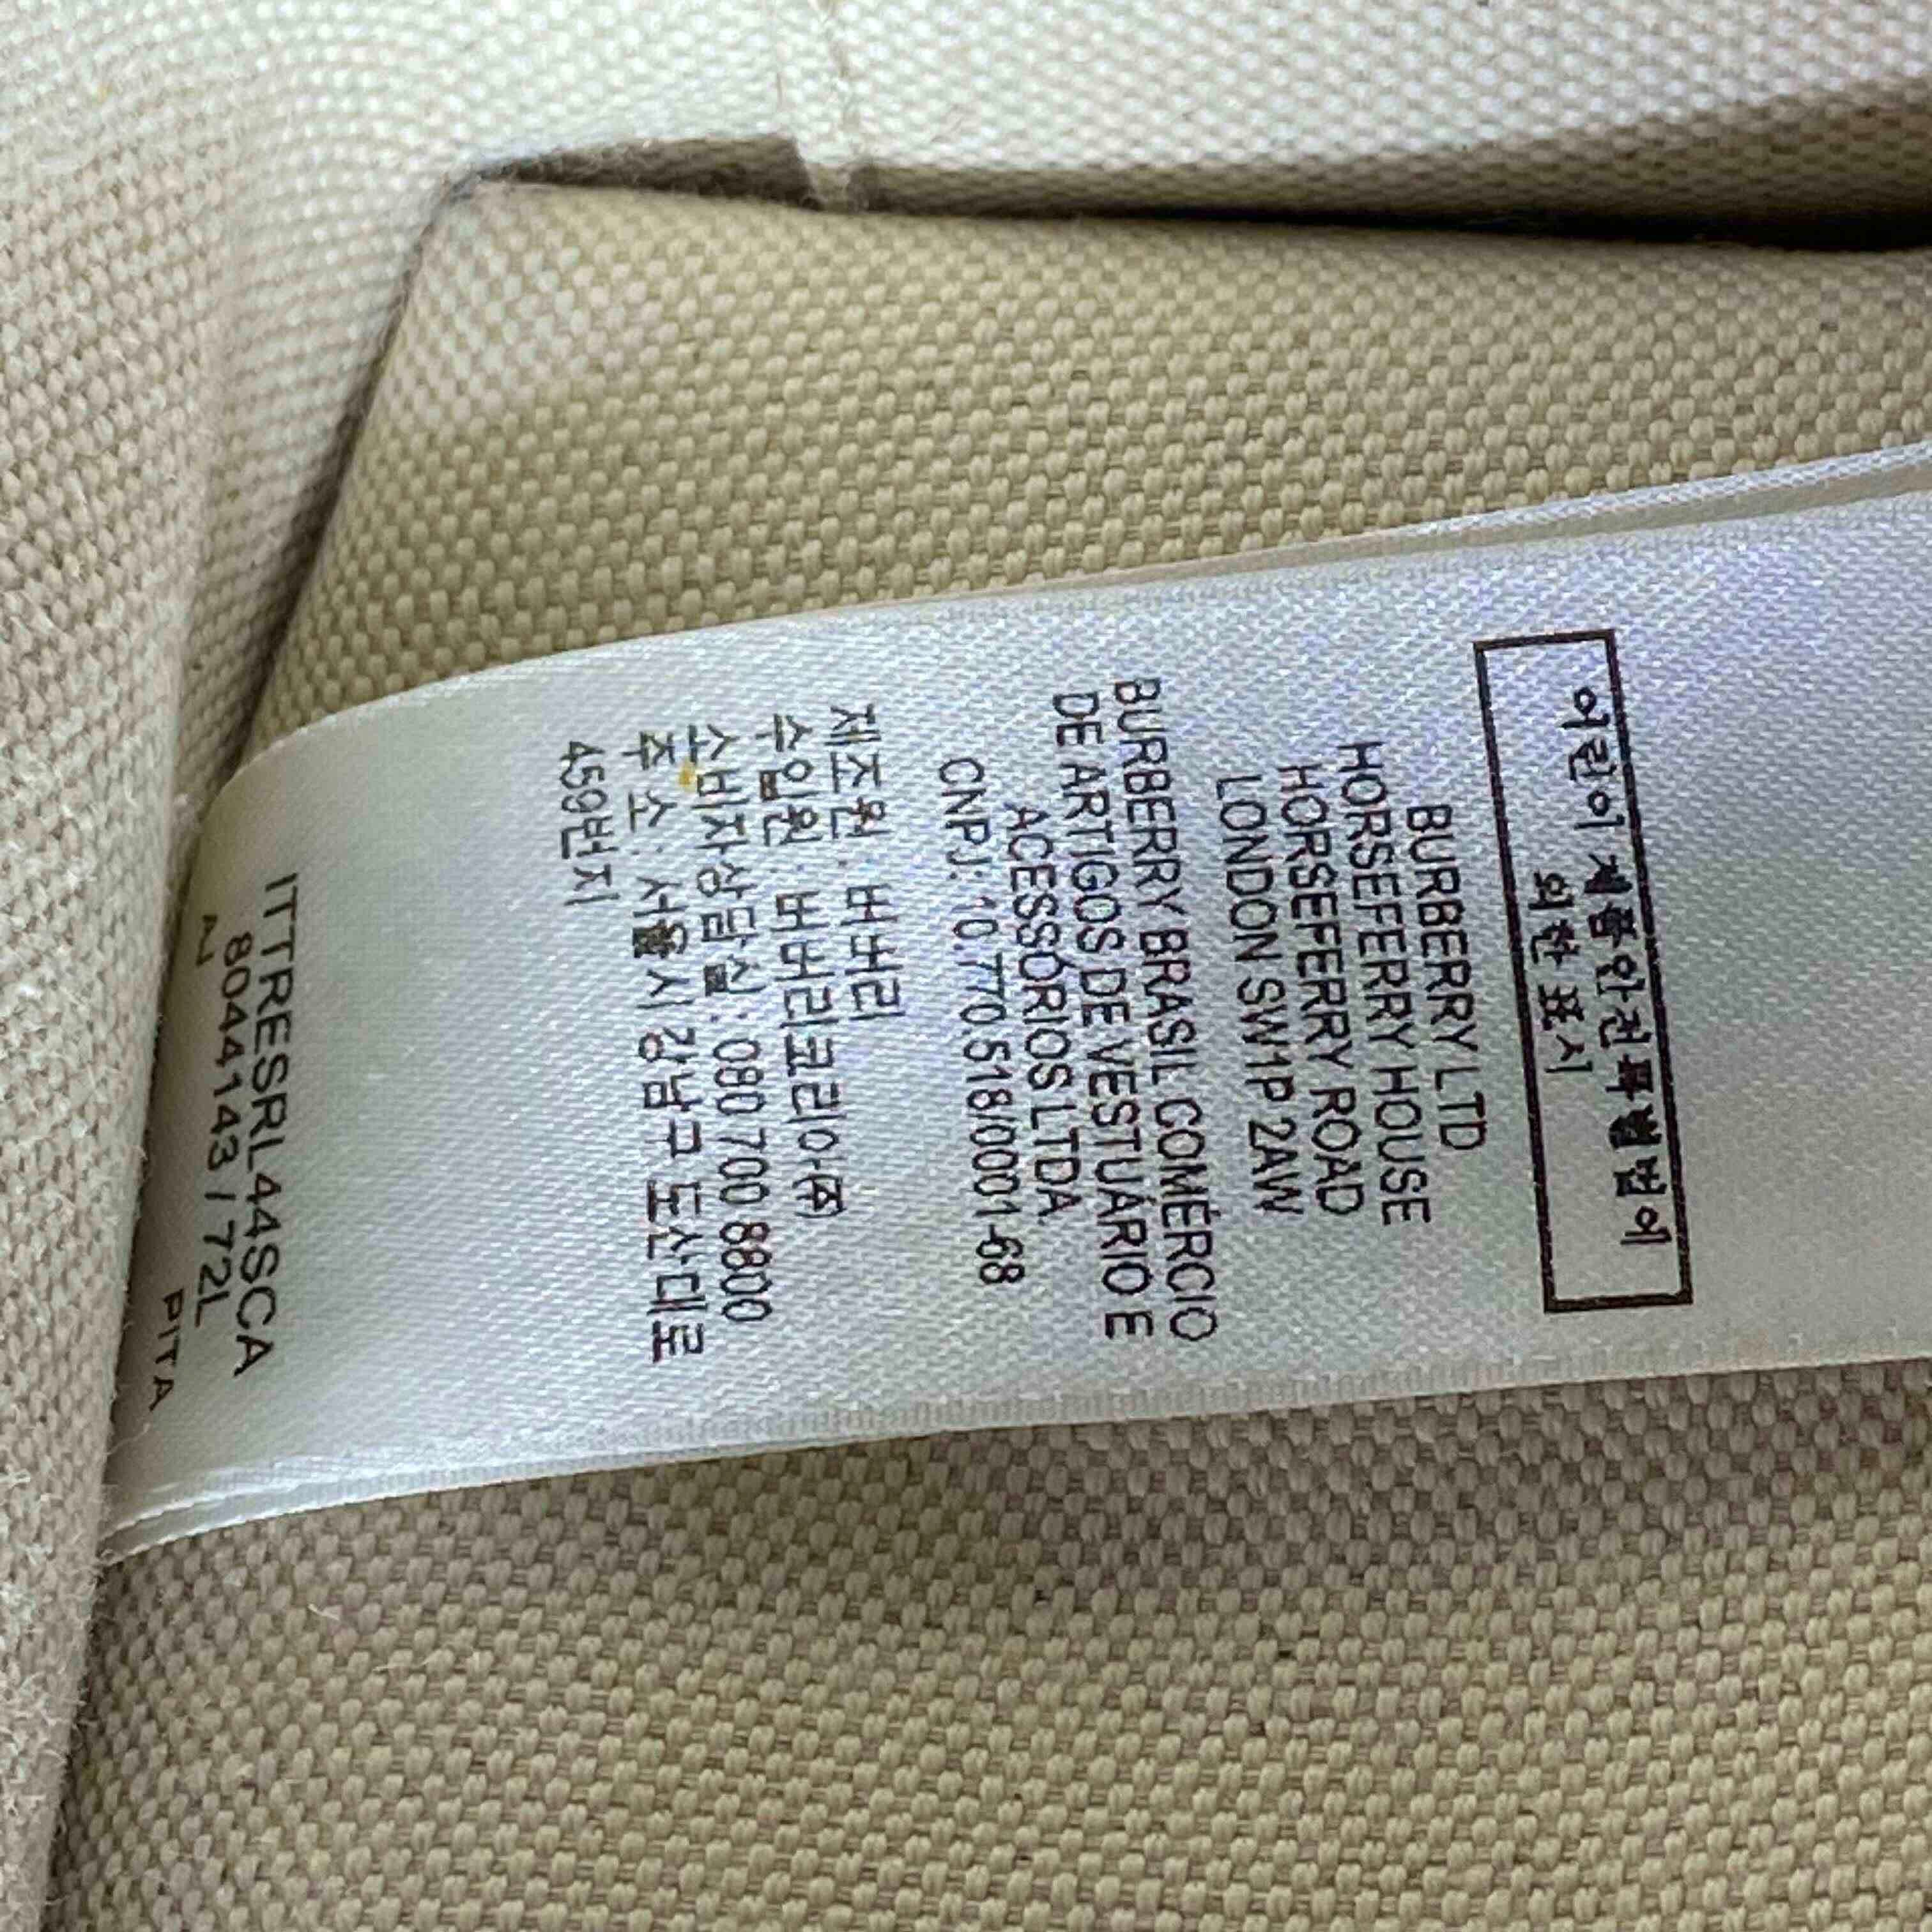 어린이제품안전특별법에
의한 표시
BURBERRY LTD
HORSEFERRY HOUSE
HORSEFERRY ROAD
LONDON SW1P 2AW
BURBERRY BRASIL COMÉRCIO
DE ARTIGOS DE VESTUÁRIO E
ACESSÓRIOS LTDA
CNPJ: 10.770.518/0001-68
제조원 : 버버리
수입원 : 버버리코리아㈜
소비자상담실 : 080 700 8800
주 소 : 서울시 강남구 도산대로
459번지
ITTRESRL44SCA
8044143 / 72L
AJ PITA